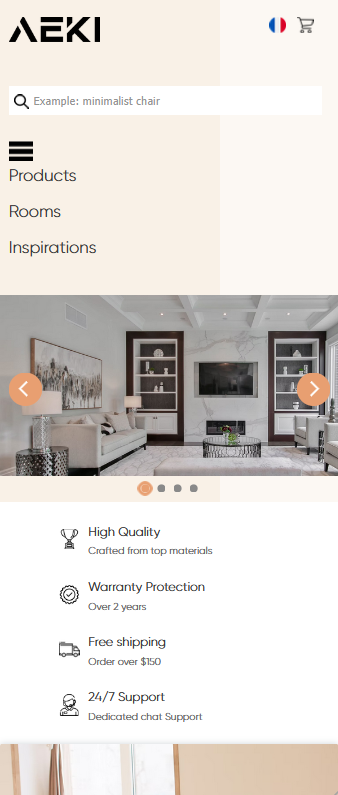 AEKI
Example: minimalist chair
Products
Rooms
Inspirations
High Quality
Crafted from top materials
Warranty Protection
Over 2 years
Free shipping
Order over $150
24/7 Support
Dedicated chat Support